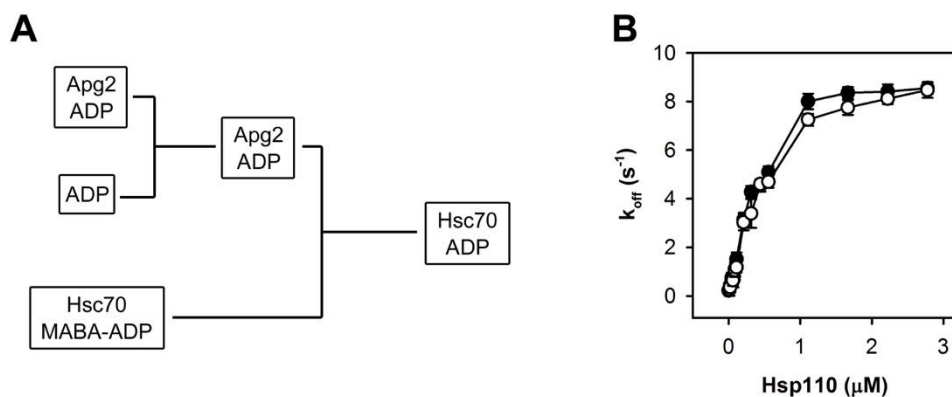 A
Apg2
ADP
ADP
Apg2
ADP
Hsc70
MABA-ADP
Hsc70
ADP
B
10
8
6
4
2
0
k_off (s⁻¹)
0 1 2 3
Hsp110 (μM)